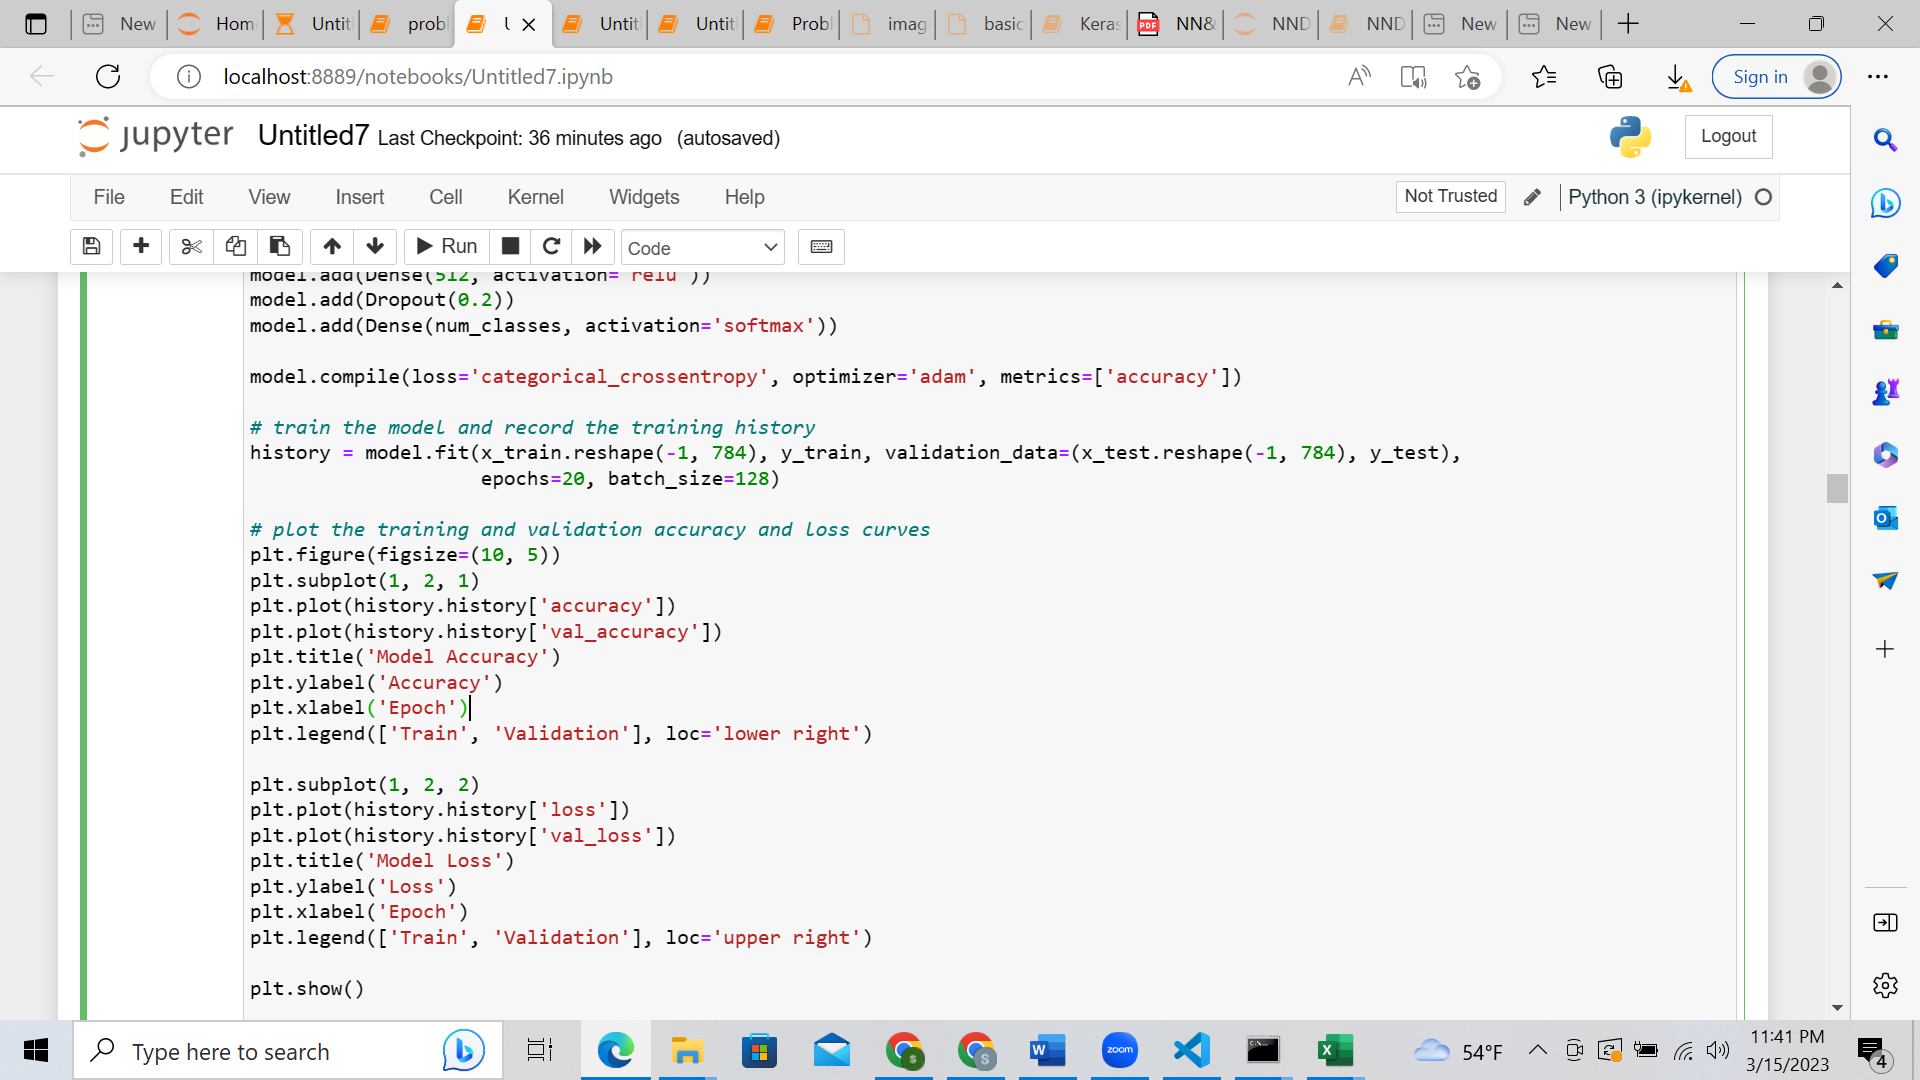 New
Hom
Untit
probl
U
Untit
Untit
Probl
imag
basic
Keras
NN&
NND
NND
New
New
localhost:8889/notebooks/Untitled7.ipynb
Sign in
jupyter Untitled7 Last Checkpoint: 36 minutes ago (autosaved)
Logout
File Edit View Insert Cell Kernel Widgets Help
Not Trusted Python 3 (ipykernel)
Run Code
model.add(Dense(512, activation='relu'))
model.add(Dropout(0.2))
model.add(Dense(num_classes, activation='softmax'))
model.compile(loss='categorical_crossentropy', optimizer='adam', metrics=['accuracy'])
# train the model and record the training history
history = model.fit(x_train.reshape(-1, 784), y_train, validation_data=(x_test.reshape(-1, 784), y_test),
epochs=20, batch_size=128)
# plot the training and validation accuracy and loss curves
plt.figure(figsize=(10, 5))
plt.subplot(1, 2, 1)
plt.plot(history.history['accuracy'])
plt.plot(history.history['val_accuracy'])
plt.title('Model Accuracy')
plt.ylabel('Accuracy')
plt.xlabel('Epoch')
plt.legend(['Train', 'Validation'], loc='lower right')
plt.subplot(1, 2, 2)
plt.plot(history.history['loss'])
plt.plot(history.history['val_loss'])
plt.title('Model Loss')
plt.ylabel('Loss')
plt.xlabel('Epoch')
plt.legend(['Train', 'Validation'], loc='upper right')
plt.show()
Type here to search
zoom
54°F
11:41 PM
3/15/2023
4